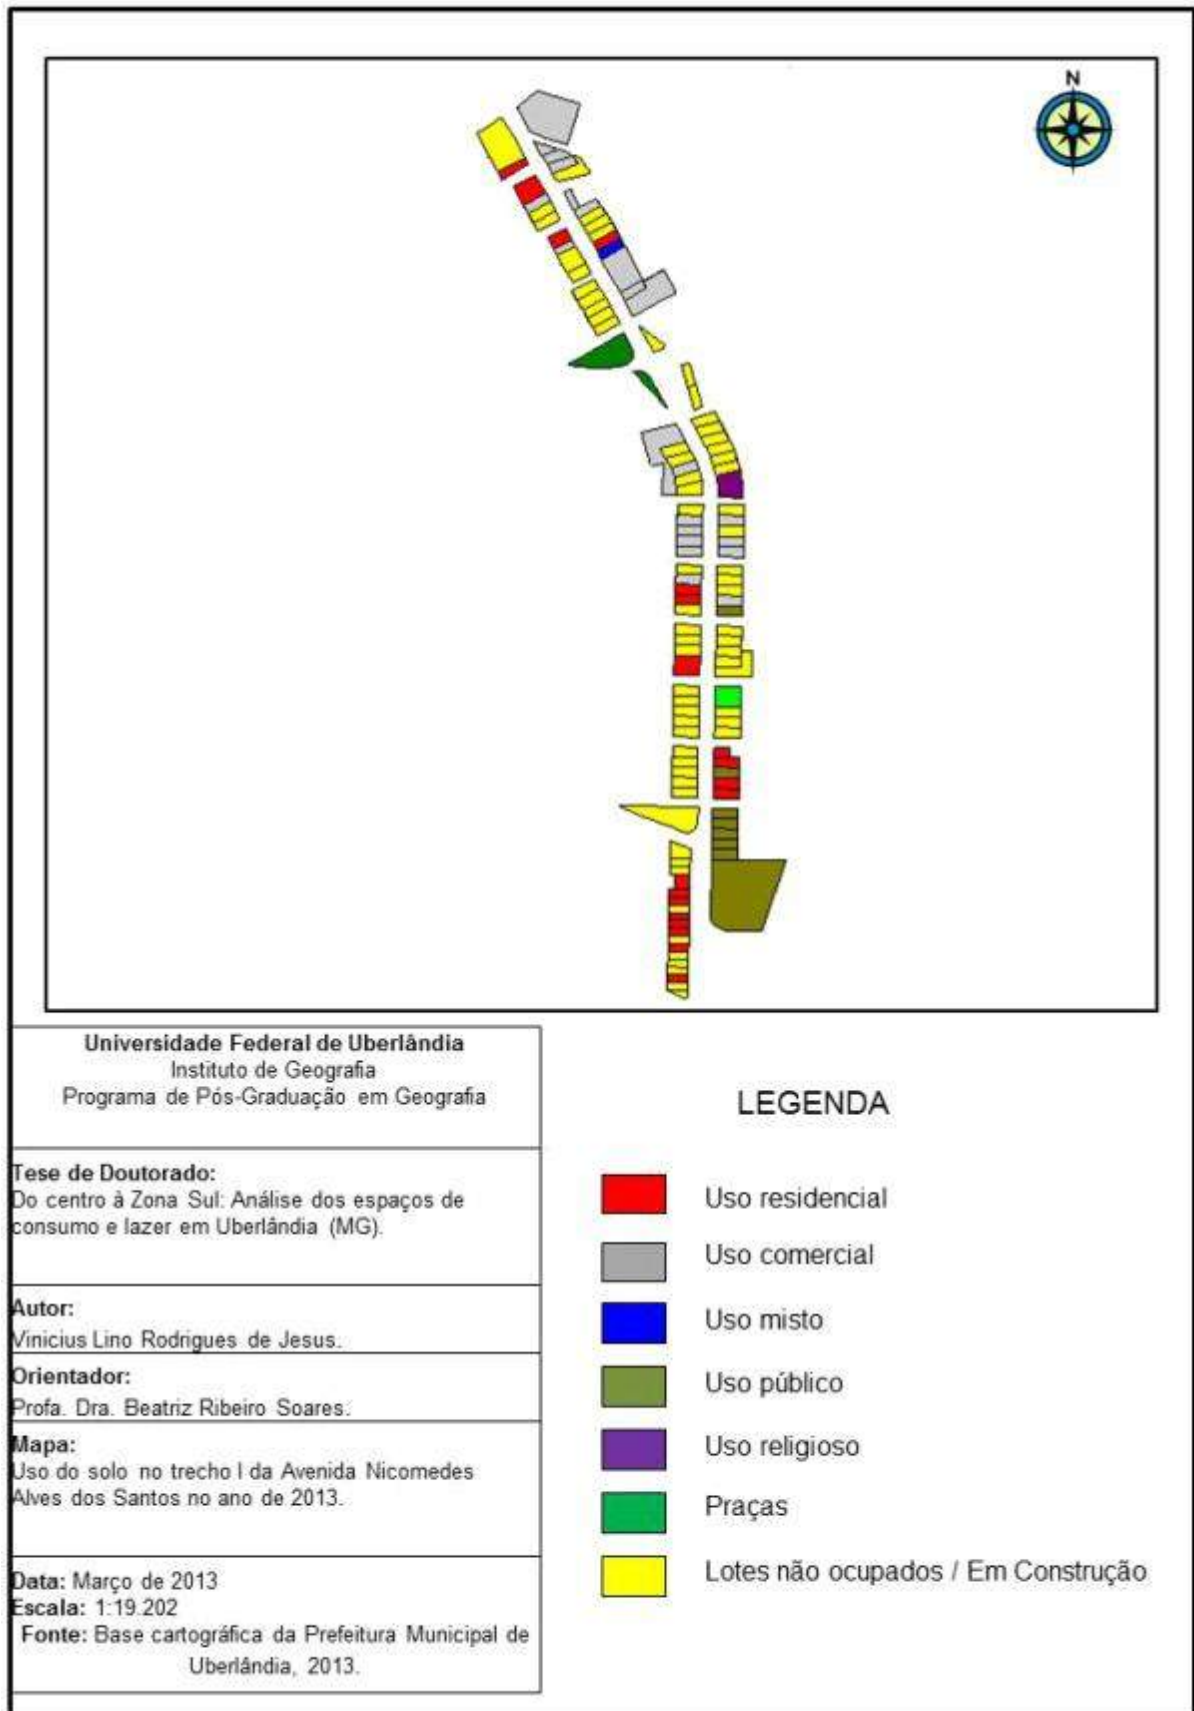 N
Universidade Federal de Uberlândia
Instituto de Geografia
Programa de Pós-Graduação em Geografia
Tese de Doutorado:
Do centro à Zona Sul: Análise dos espaços de
consumo e lazer em Uberlândia (MG).
Autor:
Vinicius Lino Rodrigues de Jesus.
Orientador:
Profa. Dra. Beatriz Ribeiro Soares.
Mapa:
Uso do solo no trecho I da Avenida Nicomedes
Alves dos Santos no ano de 2013.
Data: Março de 2013
Escala: 1:19.202
Fonte: Base cartográfica da Prefeitura Municipal de
Uberlândia, 2013.
LEGENDA
Uso residencial
Uso comercial
Uso misto
Uso público
Uso religioso
Praças
Lotes não ocupados / Em Construção